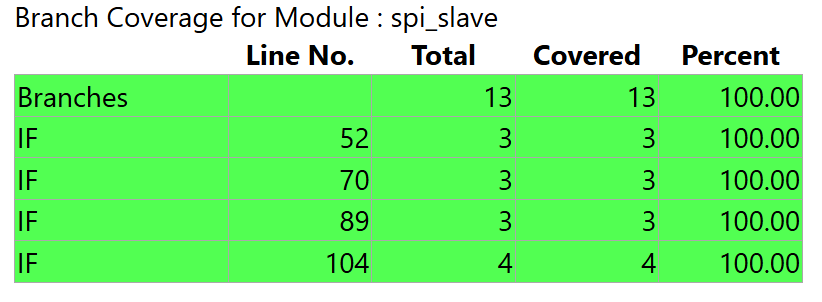 Branch Coverage for Module : spi_slave
Line No. Total Covered Percent
Branches 13 13 100.00
IF 52 3 3 100.00
IF 70 3 3 100.00
IF 89 3 3 100.00
IF 104 4 4 100.00